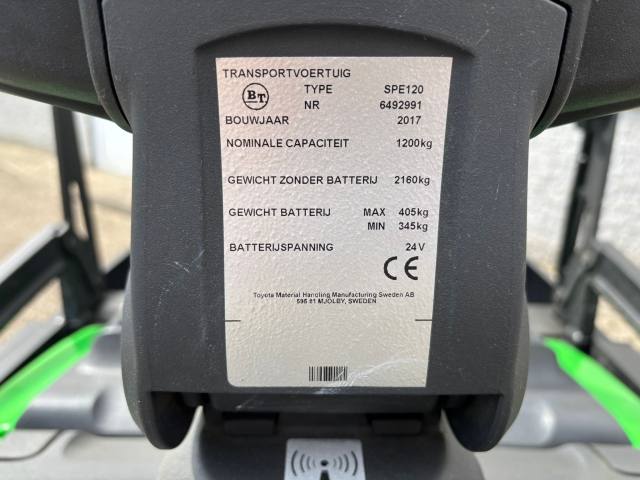 TRANSPORTVOERTUIG
BT TYPE SPE120
NR 6492991
BOUWJAAR 2017
NOMINALE CAPACITEIT 1200kg
GEWICHT ZONDER BATTERIJ 2160kg
GEWICHT BATTERIJ MAX 405kg
MIN 345kg
BATTERIJSPANNING 24V
CE
Toyota Material Handling Manufacturing Sweden AB
595 81 MJOLBY, SWEDEN